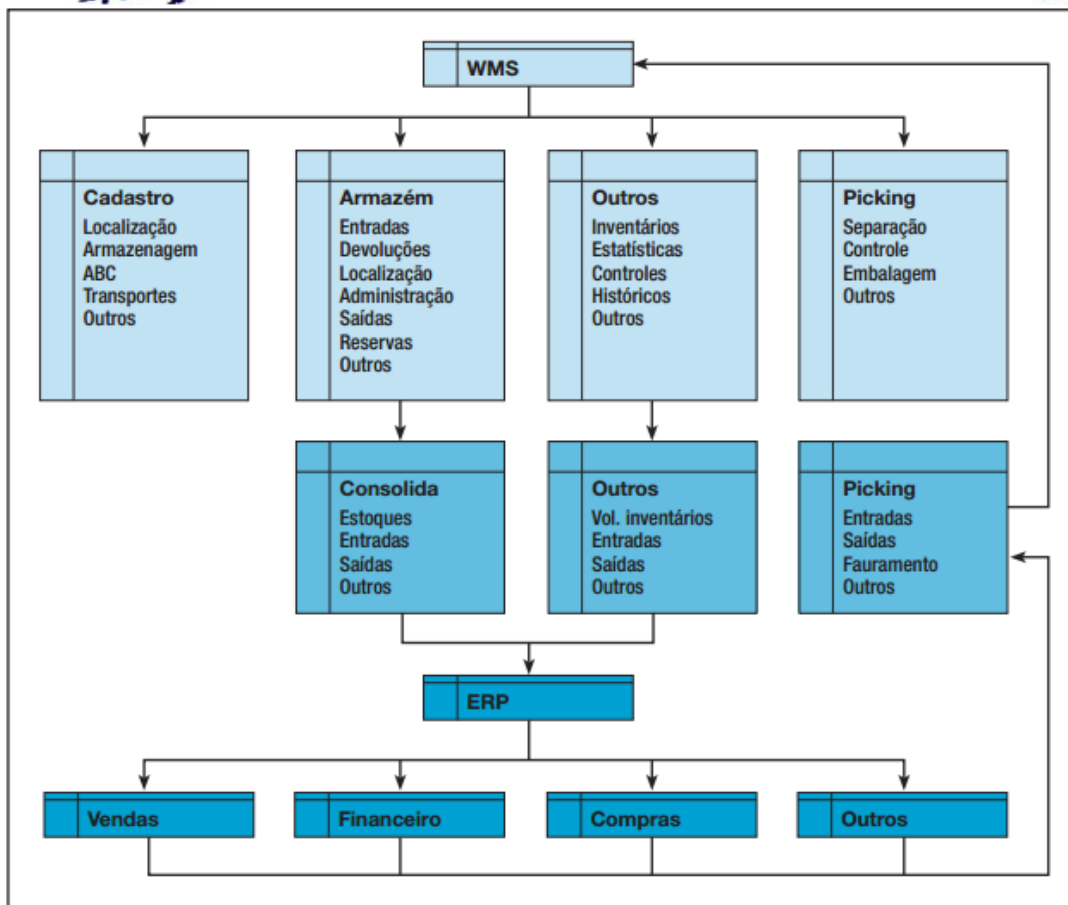 WMS
Cadastro
Localização
Armazenagem
ABC
Transportes
Outros
Armazém
Entradas
Devoluções
Localização
Administração
Saídas
Reservas
Outros
Outros
Inventários
Estatísticas
Controles
Históricos
Outros
Picking
Separação
Controle
Embalagem
Outros
Consolida
Estoques
Entradas
Saídas
Outros
Outros
Vol. inventários
Entradas
Saídas
Outros
Picking
Entradas
Saídas
Fauramento
Outros
ERP
Vendas
Financeiro
Compras
Outros